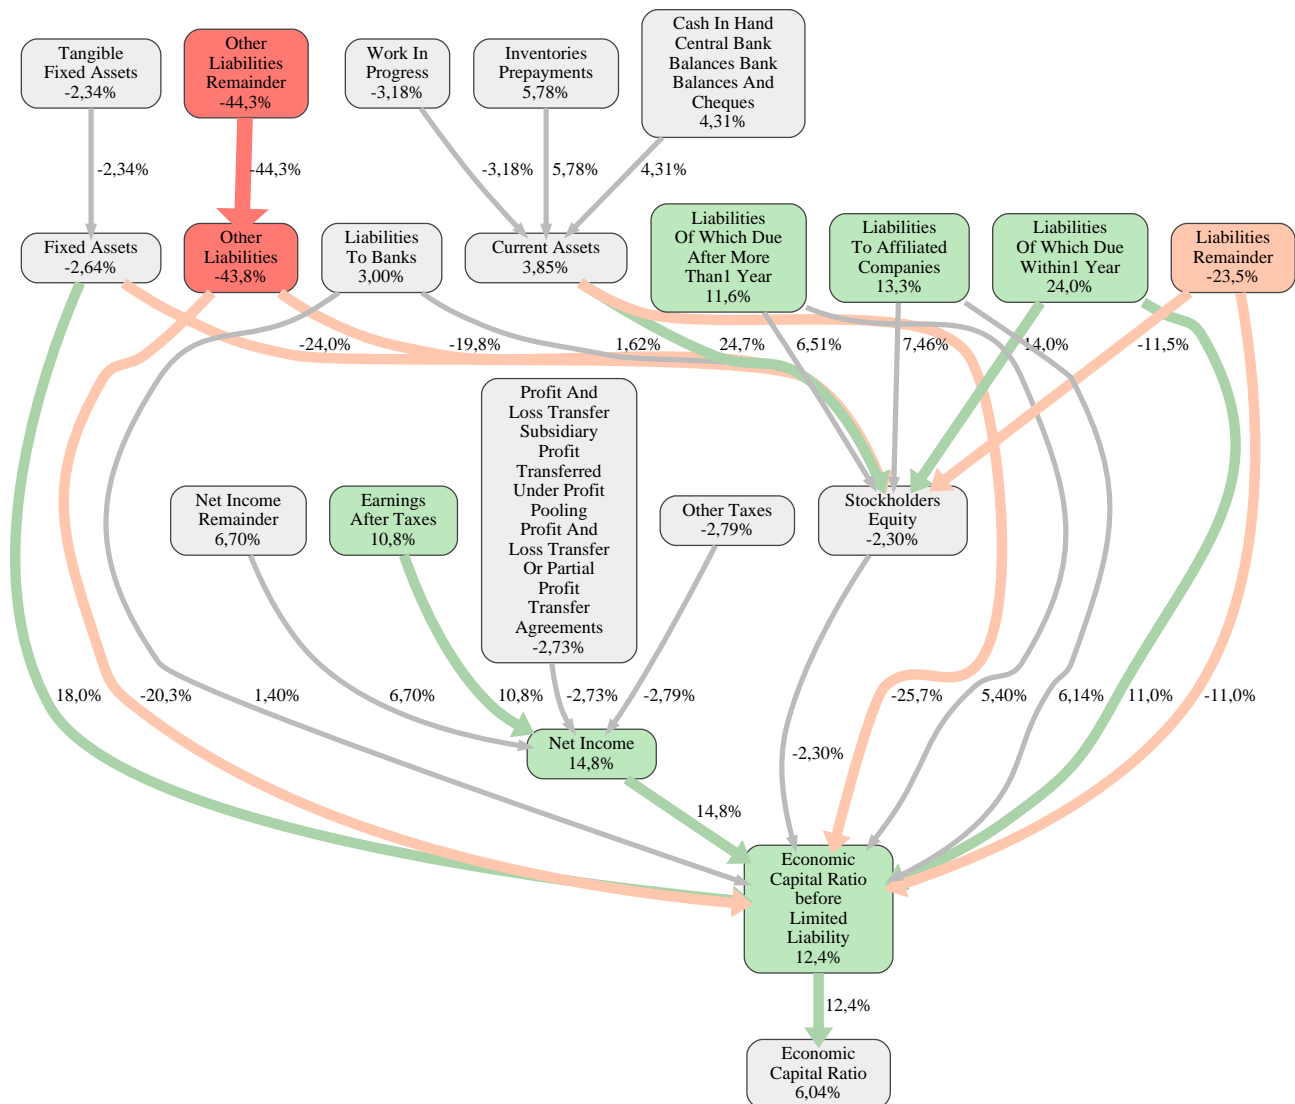 Tangible
Fixed Assets
-2,34%
Other
Liabilities
Remainder
-44,3%
Work In
Progress
-3,18%
Inventories
Prepayments
5,78%
Cash In Hand
Central Bank
Balances Bank
Balances And
Cheques
4,31%
-2,34%
-44,3%
-3,18%
5,78%
4,31%
Fixed Assets
-2,64%
Other
Liabilities
-43,8%
Liabilities
To Banks
3,00%
Current Assets
3,85%
Liabilities
Of Which Due
After More
Than1 Year
11,6%
Liabilities
To Affiliated
Companies
13,3%
Liabilities
Of Which Due
Within1 Year
24,0%
Liabilities
Remainder
-23,5%
-24,0%
-19,8%
1,62%
24,7%
6,51%
7,46%
14,0%
-11,5%
Profit And
Loss Transfer
Subsidiary
Profit
Transferred
Under Profit
Pooling
Profit And
Loss Transfer
Or Partial
Profit
Transfer
Agreements
-2,73%
Net Income
Remainder
6,70%
Earnings
After Taxes
10,8%
Other Taxes
-2,79%
Stockholders
Equity
-2,30%
18,0%
-20,3%
1,40%
6,70%
10,8%
-2,73%
-2,79%
-25,7%
5,40%
6,14%
11,0%
-11,0%
Net Income
14,8%
-2,30%
14,8%
Economic
Capital Ratio
before
Limited
Liability
12,4%
12,4%
Economic
Capital Ratio
6,04%